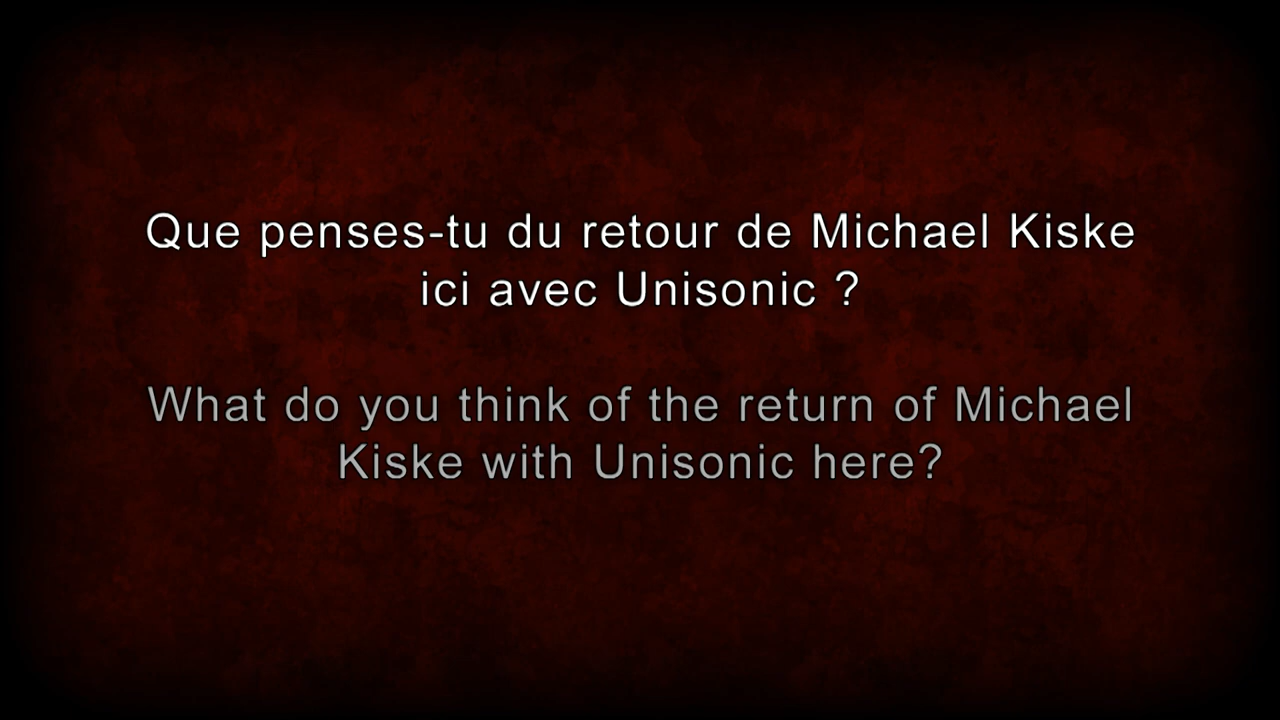 Que penses-tu du retour de Michael Kiske
ici avec Unisonic ?
What do you think of the return of Michael
Kiske with Unisonic here?